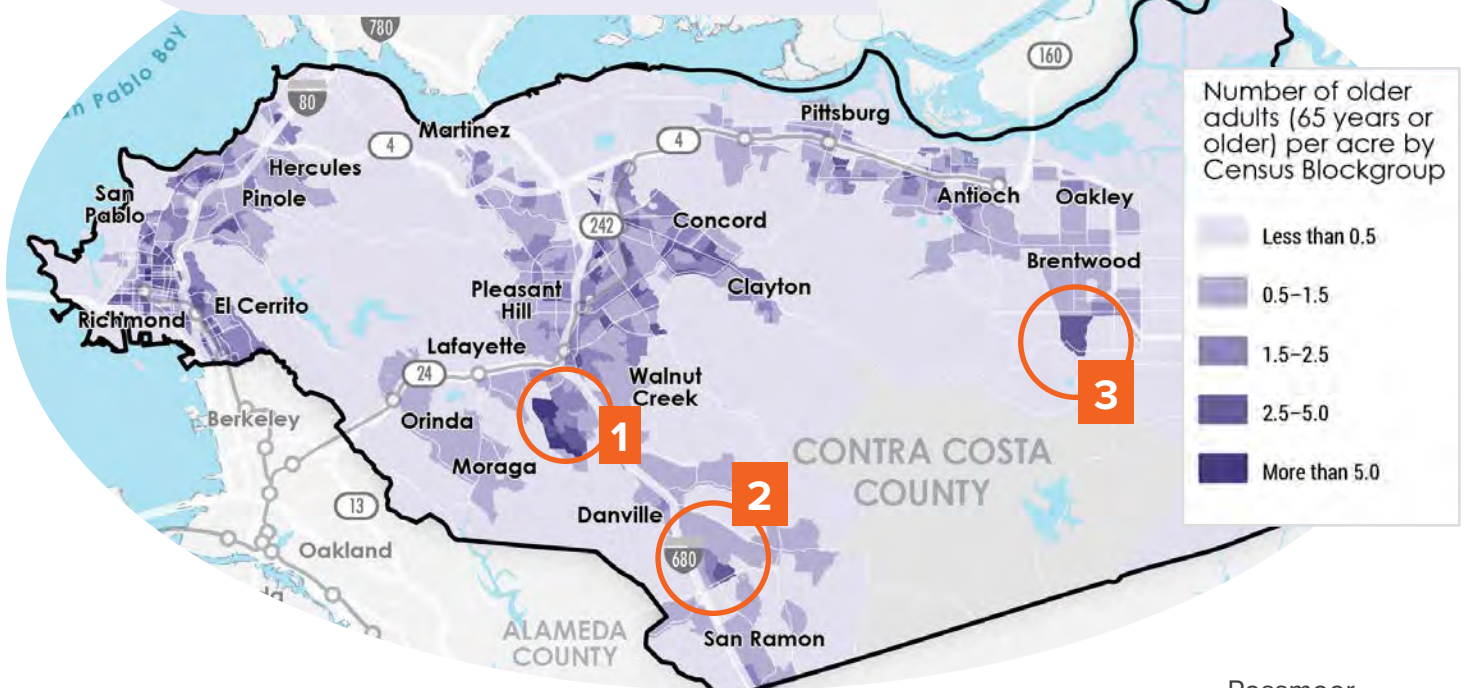 780
San Pablo Bay
160
80
Number of older
adults (65 years or
older) per acre by
Census Blockgroup
Less than 0.5
0.5–1.5
1.5–2.5
2.5–5.0
More than 5.0
Martinez
4
4
Pittsburg
Hercules
San
Pablo
Pinole
Antioch
Oakley
242
Concord
Brentwood
Pleasant
Hill
Clayton
El Cerrito
Richmond
Lafayette
24
Walnut
Creek
3
Berkeley
Orinda
1
Moraga
CONTRA COSTA
COUNTY
2
13
Danville
Oakland
680
ALAMEDA
COUNTY
San Ramon